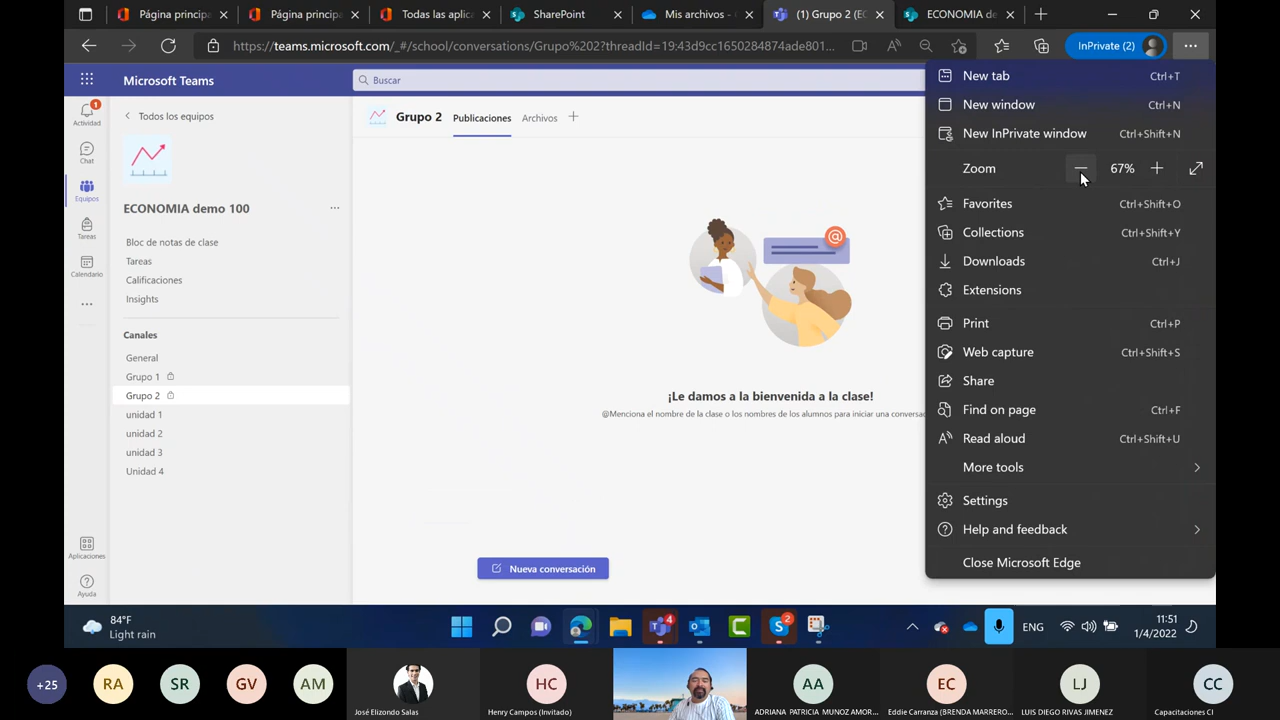 Página principa
Página principa
Todas las aplica
SharePoint
Mis archivos - c
(1) Grupo 2 (EC
ECONOMIA de
https://teams.microsoft.com/_#/school/conversations/Grupo%202?threadId=19:43d9cc1650284874ade801...
InPrivate (2)
Microsoft Teams
Buscar
New tab Ctrl+T
New window Ctrl+N
New InPrivate window Ctrl+Shift+N
Zoom 67%
Favorites Ctrl+Shift+O
Collections Ctrl+Shift+Y
Downloads Ctrl+J
Extensions
Print Ctrl+P
Web capture Ctrl+Shift+S
Share
Find on page Ctrl+F
Read aloud Ctrl+Shift+U
More tools
Settings
Help and feedback
Close Microsoft Edge
1
Actividad
Chat
Equipos
Tareas
Calendario
Aplicaciones
Ayuda
Todos los equipos
ECONOMIA demo 100
Bloc de notas de clase
Tareas
Calificaciones
Insights
Canales
General
Grupo 1
Grupo 2
unidad 1
unidad 2
unidad 3
Unidad 4
Grupo 2 Publicaciones Archivos
@
¡Le damos a la bienvenida a la clase!
@Menciona el nombre de la clase o los nombres de los alumnos para iniciar una conversa
Nueva conversación
84°F
Light rain
4
2
ENG
11:51
1/4/2022
+25
RA
SR
GV
AM
José Elizondo Salas
HC
Henry Campos (Invitado)
AA
ADRIANA PATRICIA MUNOZ AMOR...
EC
Eddie Carranza (BRENDA MARRERO...
LJ
LUIS DIEGO RIVAS JIMENEZ
CC
Capacitaciones CI